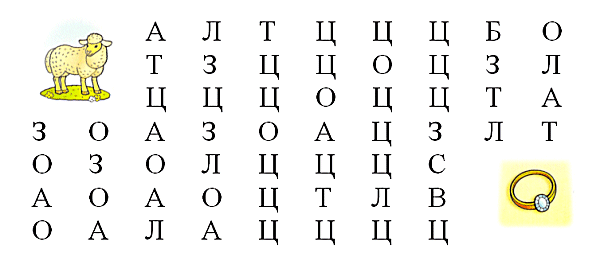 А Л Т Ц Ц Ц Б О
Т З Ц Ц О Ц З Л
Ц Ц Ц О Ц Ц Т А
З О А З О А Ц З Л Т
О З О Л Ц Ц Ц С
А О А О Ц Т Л В
О А Л А Ц Ц Ц Ц